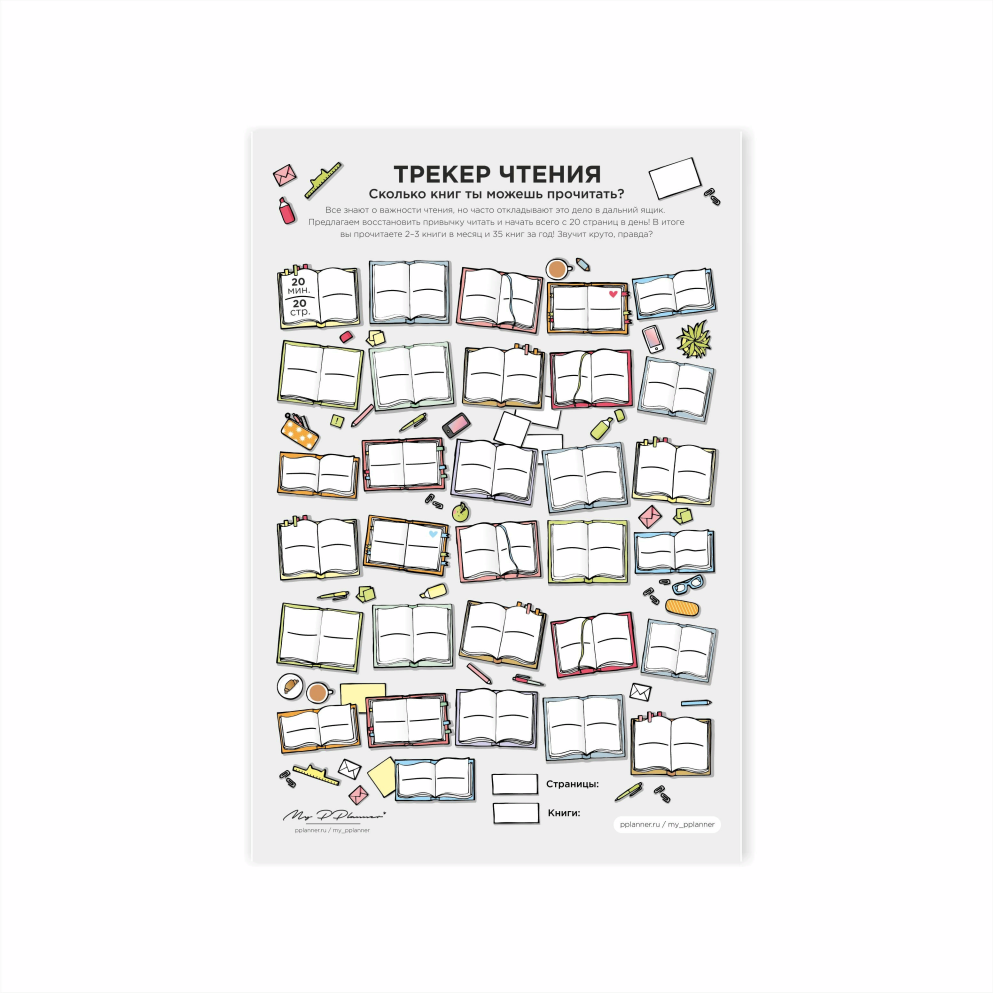 ТРЕКЕР ЧТЕНИЯ
Сколько книг ты можешь прочитать?
Все знают о важности чтения, но часто откладывают это дело в дальний ящик.
Предлагаем восстановить привычку читать и начать всего с 20 страниц в день! В итоге
вы прочитаете 2–3 книги в месяц и 35 книг за год! Звучит круто, правда?
20
мин.
20
стр.
Страницы:
Книги:
My PPlanner
pplanner.ru / my_pplanner
pplanner.ru / my_pplanner